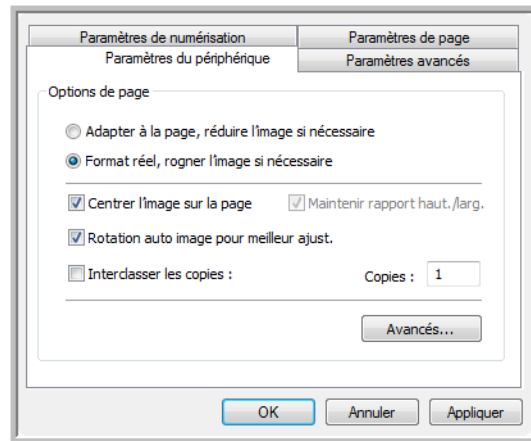 Paramètres de numérisation Paramètres de page
Paramètres du périphérique Paramètres avancés
Options de page
Adapter à la page, réduire l'image si nécessaire
Format réel, rogner l'image si nécessaire
Centrer l'image sur la page Maintenir rapport haut./larg.
Rotation auto image pour meilleur ajust.
Interclasser les copies : Copies : 1
Avancés...
OK Annuler Appliquer